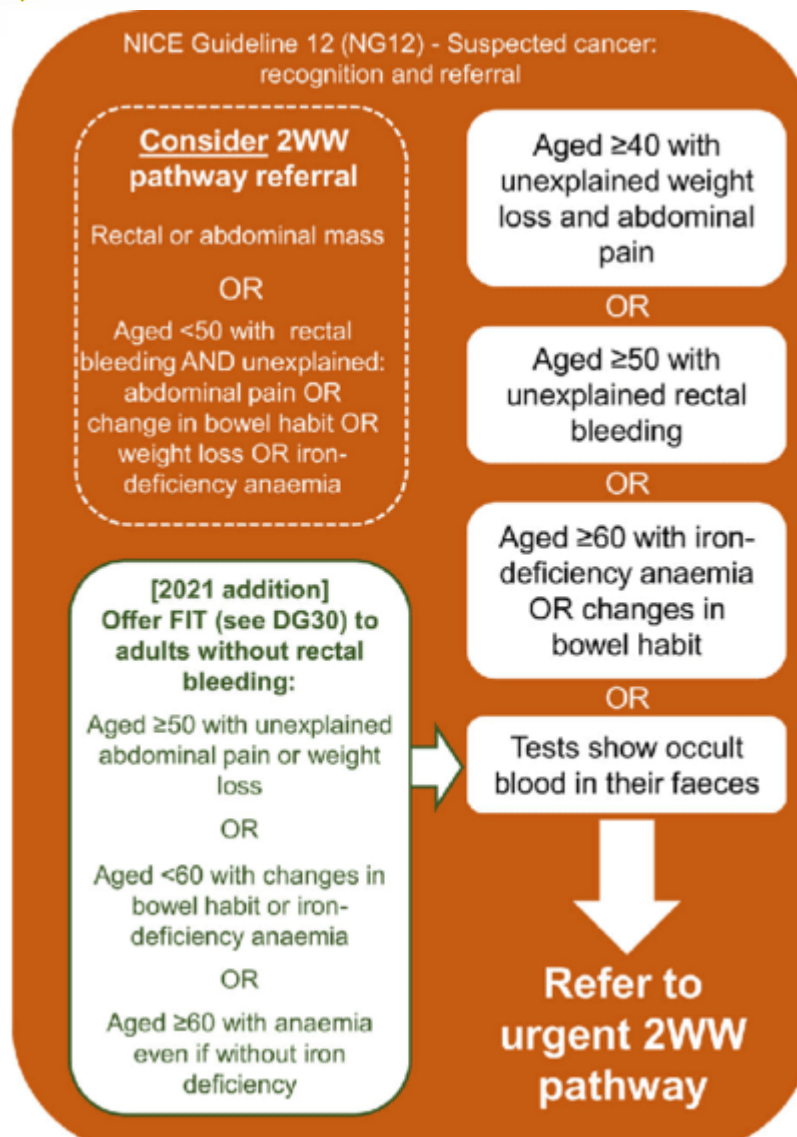 NICE Guideline 12 (NG12) - Suspected cancer:
recognition and referral
Consider 2WW
pathway referral
Rectal or abdominal mass
OR
Aged <50 with rectal
bleeding AND unexplained:
abdominal pain OR
change in bowel habit OR
weight loss OR iron-
deficiency anaemia
[2021 addition]
Offer FIT (see DG30) to
adults without rectal
bleeding:
Aged ≥50 with unexplained
abdominal pain or weight
loss
OR
Aged <60 with changes in
bowel habit or iron-
deficiency anaemia
OR
Aged ≥60 with anaemia
even if without iron
deficiency
Aged ≥40 with
unexplained weight
loss and abdominal
pain
OR
Aged ≥50 with
unexplained rectal
bleeding
OR
Aged ≥60 with iron-
deficiency anaemia
OR changes in
bowel habit
OR
Tests show occult
blood in their faeces
Refer to
urgent 2WW
pathway